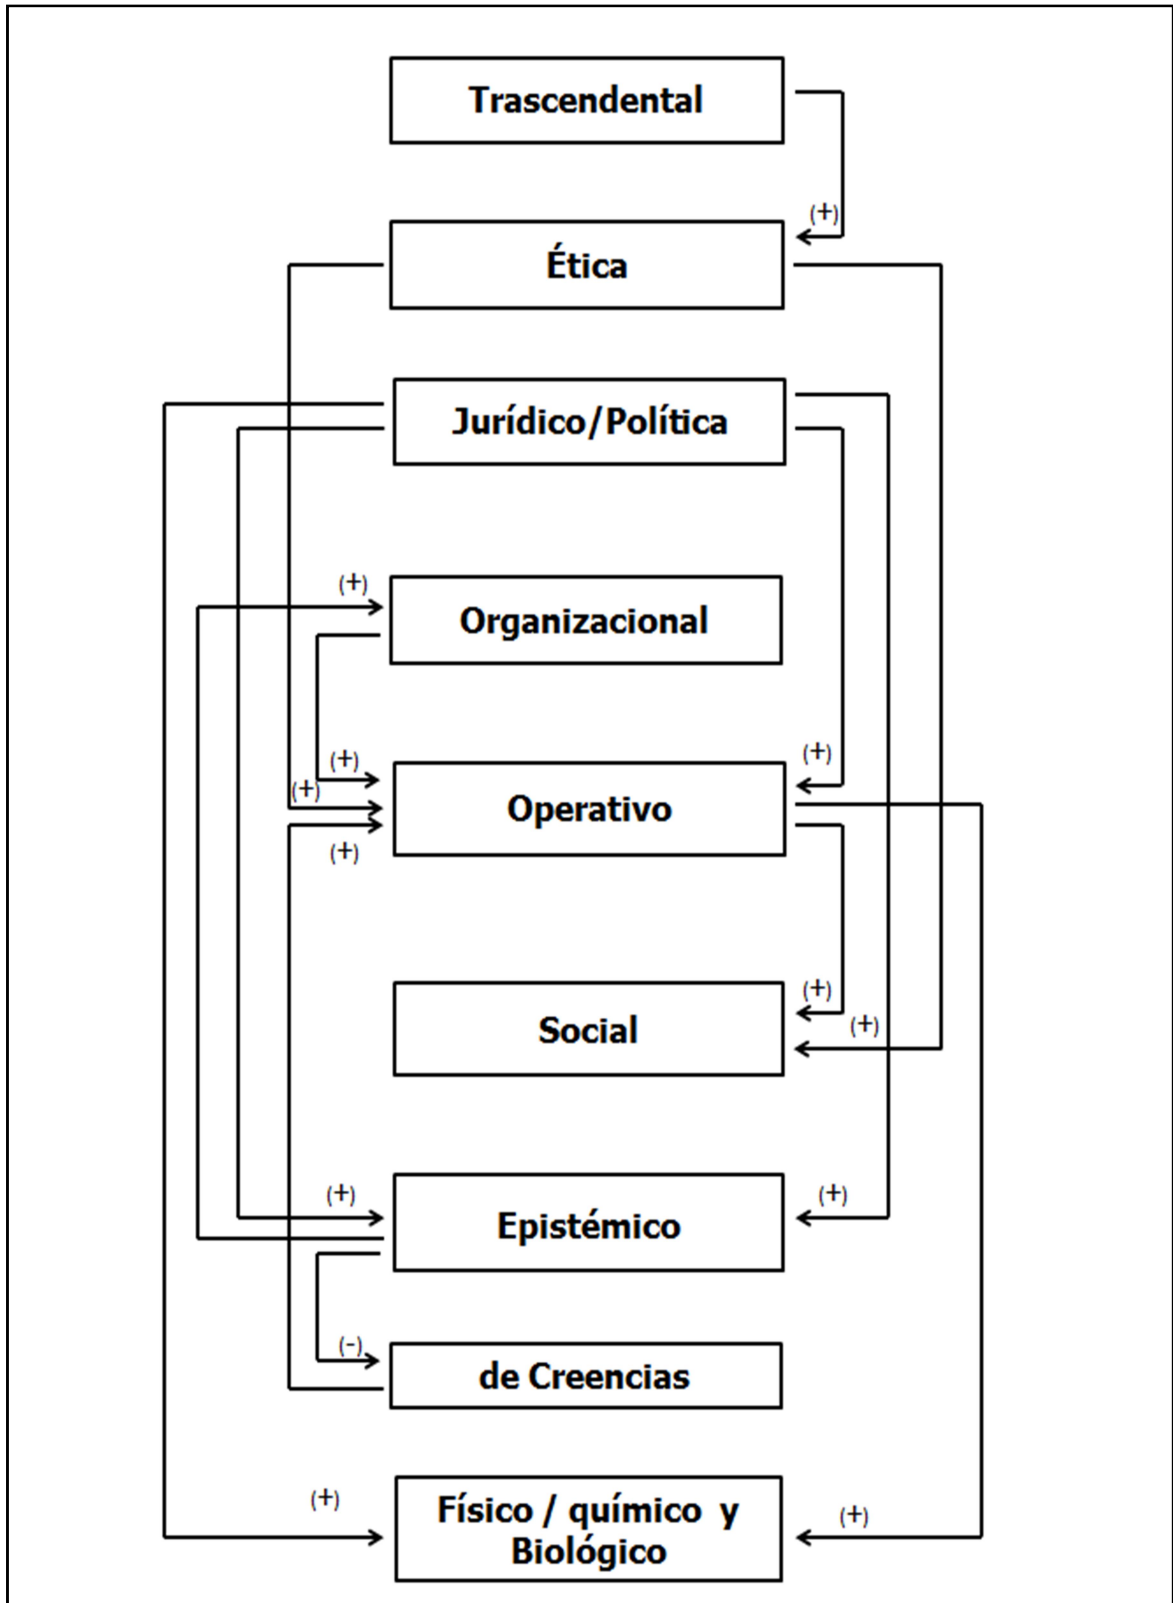 Trascendental
(+)
Ética
Jurídico/Política
(+)
Organizacional
(+)
(+)
(+)
Operativo
(+)
(+)
Social
(+)
(+)
(+)
Epistémico
(-)
de Creencias
(+)
Físico / químico y
(+)
Biológico